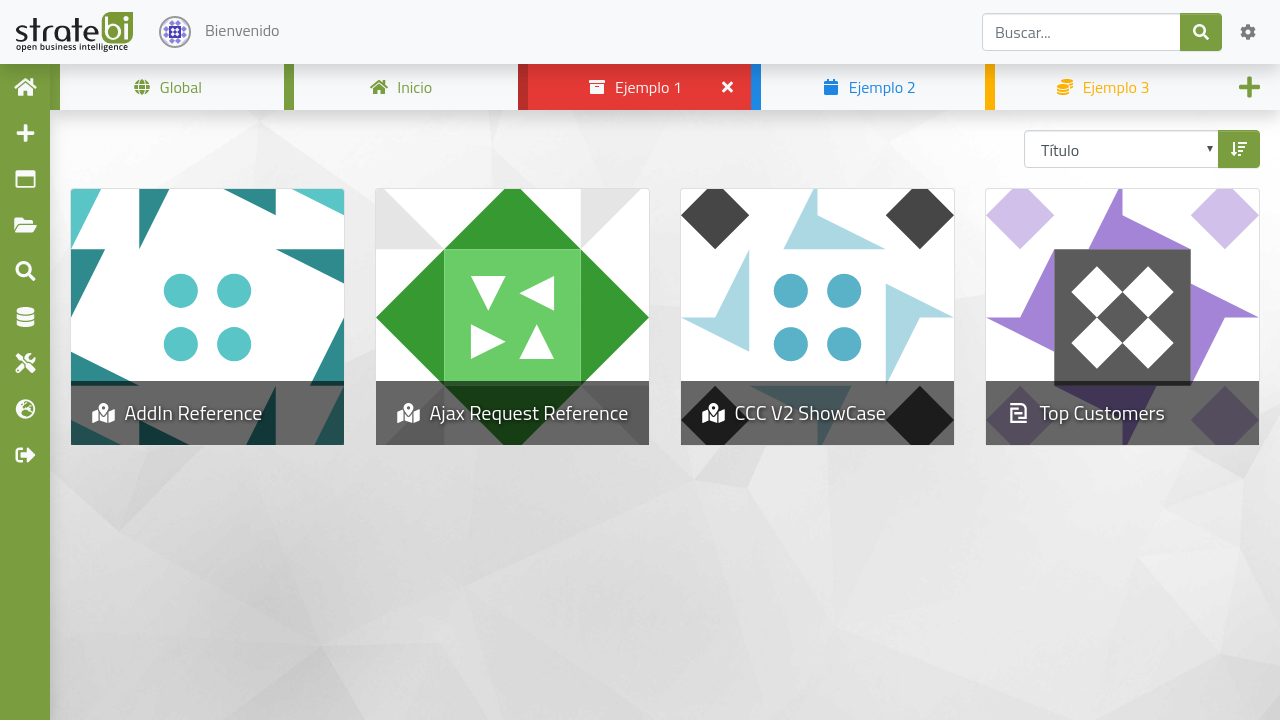 stratebi
open business intelligence
Bienvenido
Buscar...
Global
Inicio
Ejemplo 1
Ejemplo 2
Ejemplo 3
Título
AddIn Reference
Ajax Request Reference
CCC V2 ShowCase
Top Customers